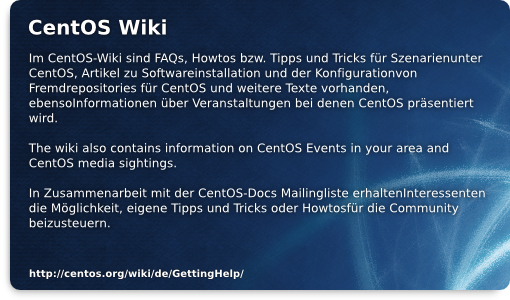 CentOS Wiki
Im CentOS-Wiki sind FAQs, Howtos bzw. Tipps und Tricks für Szenarienunter
CentOS, Artikel zu Softwareinstallation und der Konfigurationvon
Fremdrepositories für CentOS und weitere Texte vorhanden,
ebensoInformationen über Veranstaltungen bei denen CentOS präsentiert
wird.
The wiki also contains information on CentOS Events in your area and
CentOS media sightings.
In Zusammenarbeit mit der CentOS-Docs Mailingliste erhaltenInteressenten
die Möglichkeit, eigene Tipps und Tricks oder Howtosfür die Community
beizusteuern.
http://centos.org/wiki/de/GettingHelp/